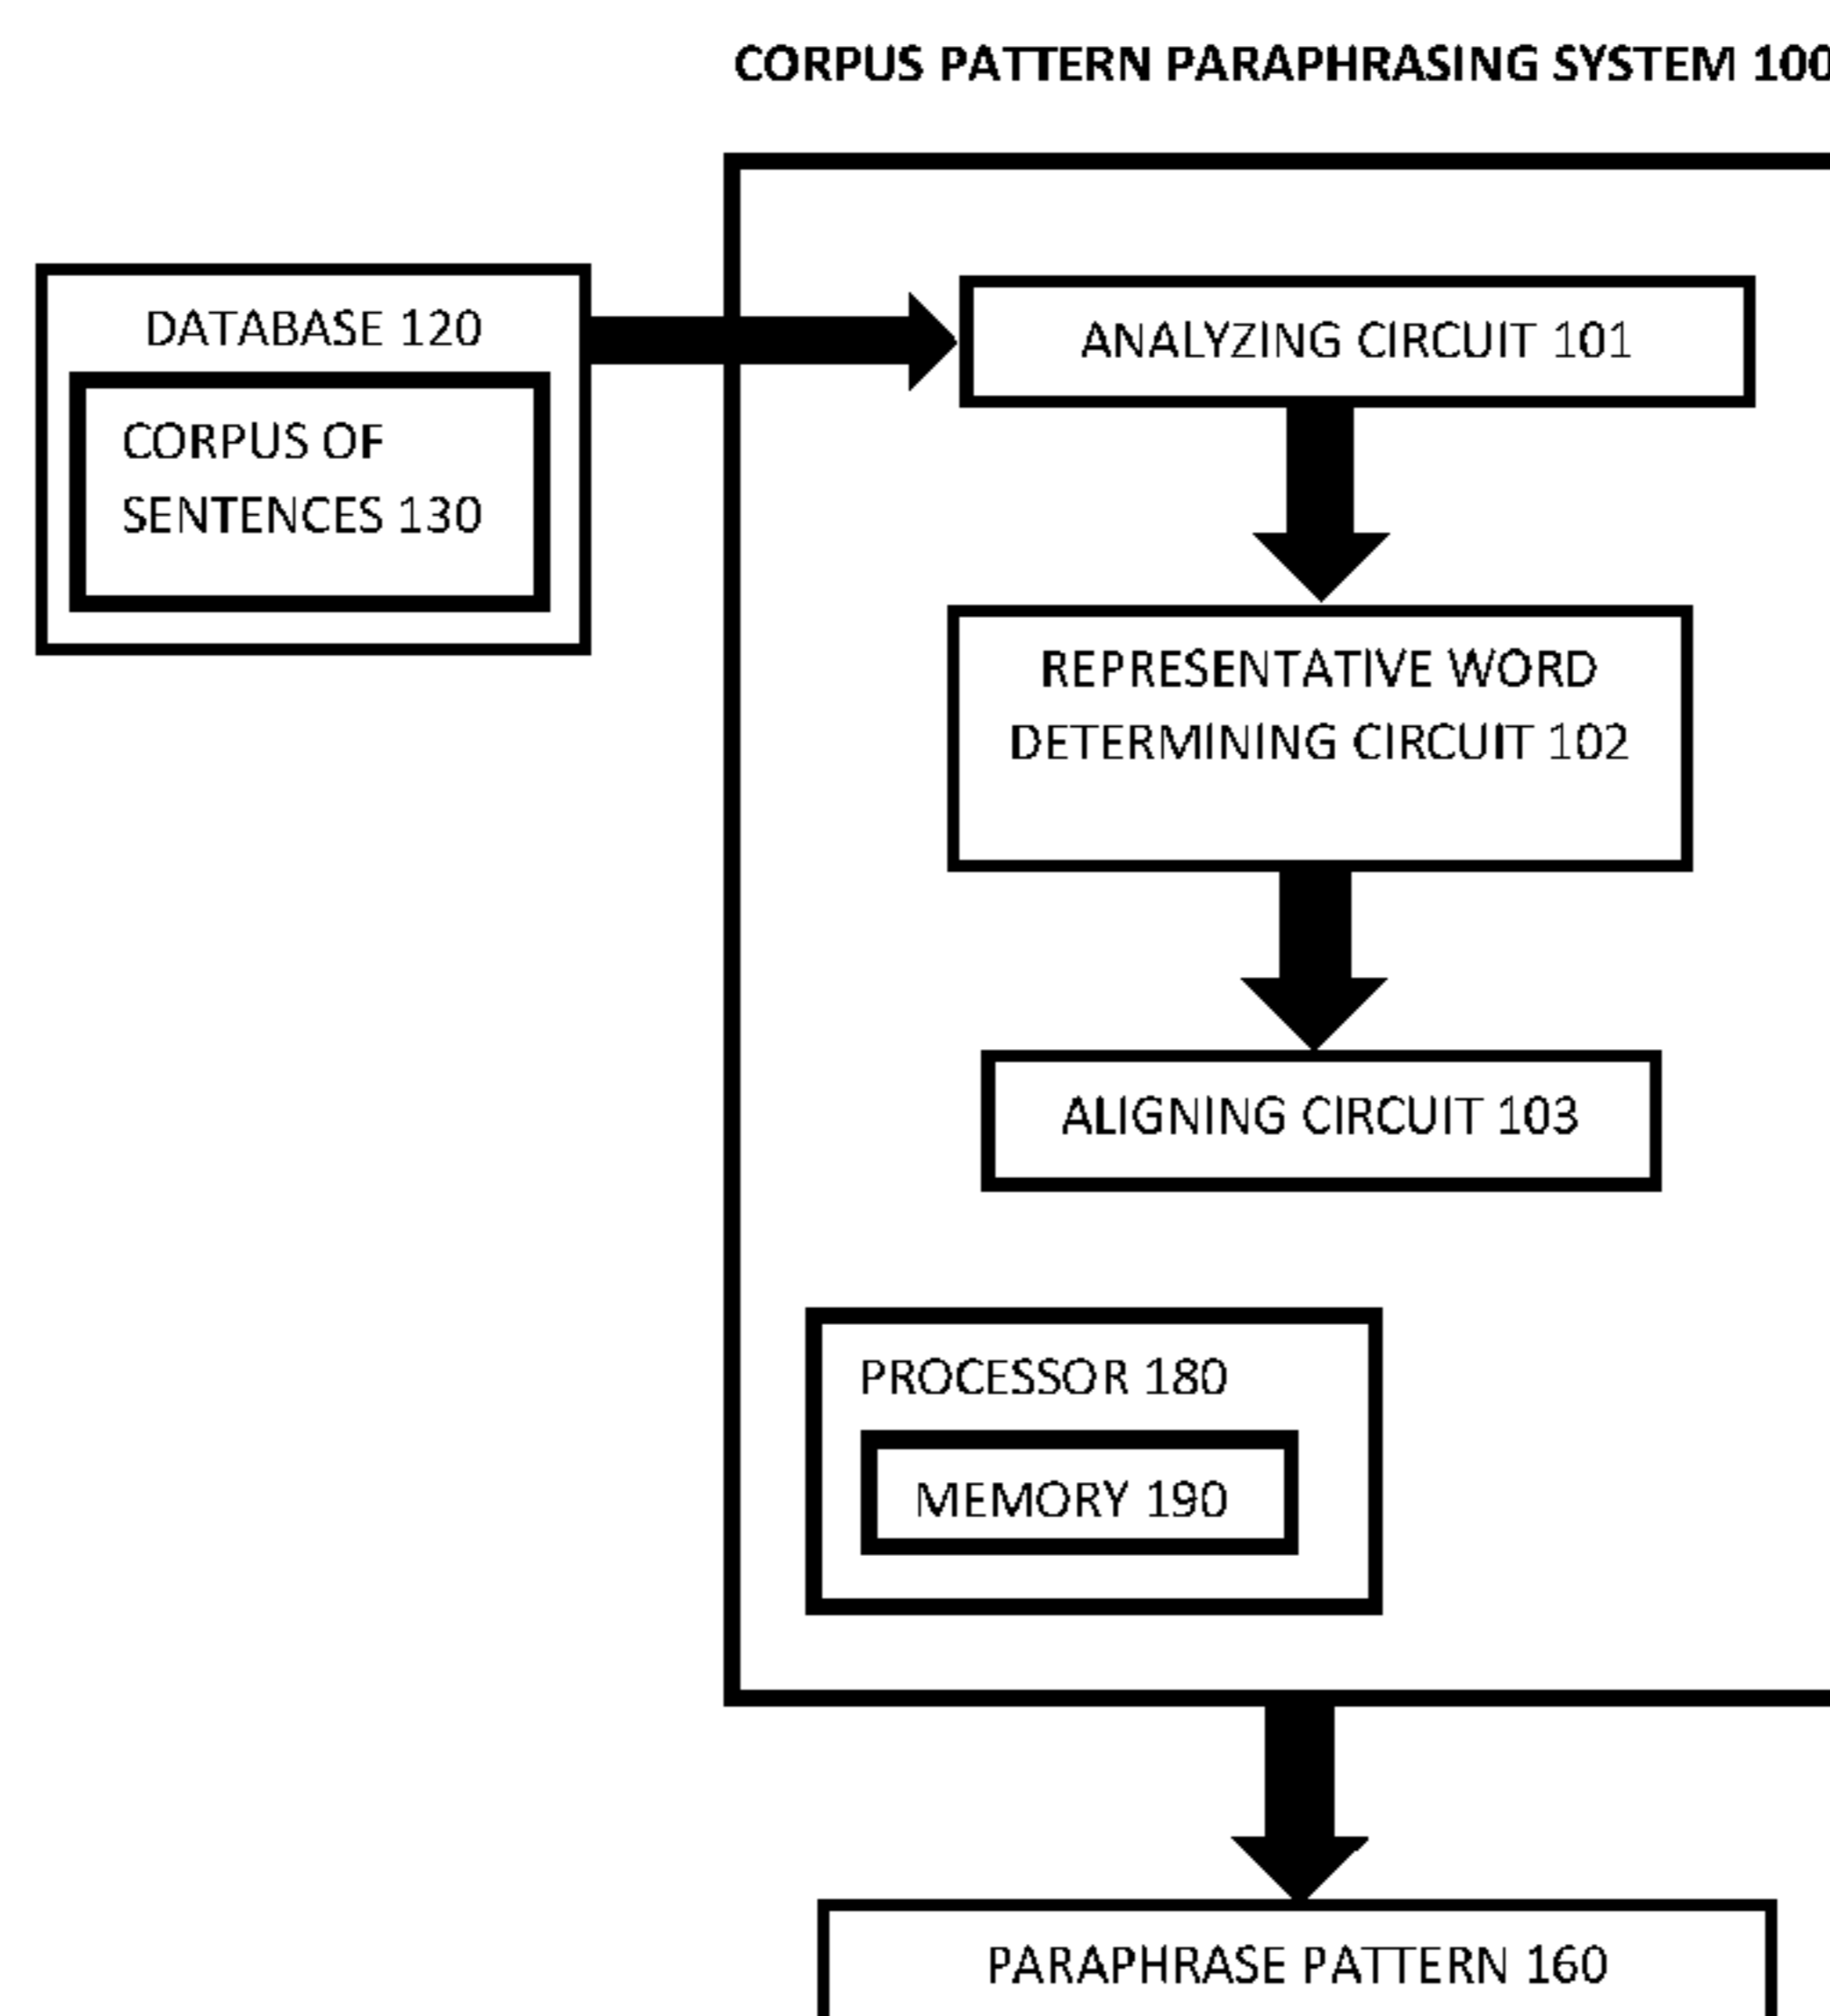 CORPUS PATTERN PARAPHRASING SYSTEM 100
DATABASE 120
CORPUS OF
SENTENCES 130
ANALYZING CIRCUIT 101
REPRESENTATIVE WORD
DETERMINING CIRCUIT 102
ALIGNING CIRCUIT 103
PROCESSOR 180
MEMORY 190
PARAPHRASE PATTERN 160